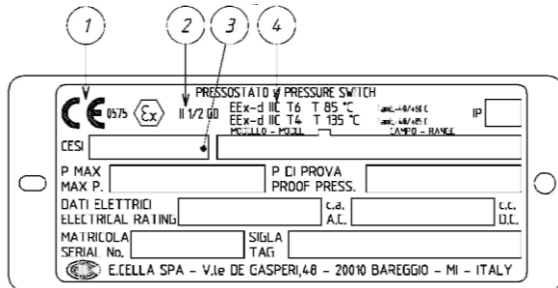 1 2 3 4
PRESSOSTATO / PRESSURE SWITCH
CE 0575 Ex II 1/2 GD EEx-d IIC T6 T 85 °C IP
EEx-d IIC T4 T 135 °C
MODELLO - MODEL CAMPO - RANGE
CESI
P MAX P DI PROVA
MAX P. PROOF PRESS.
DATI ELETTRICI c.a. c.c.
ELECTRICAL RATING A.C. D.C.
MATRICOLA SIGLA
SERIAL No. TAG
E.CELLA SPA - V.le DE GASPERI,48 - 20010 BAREGGIO - MI - ITALY